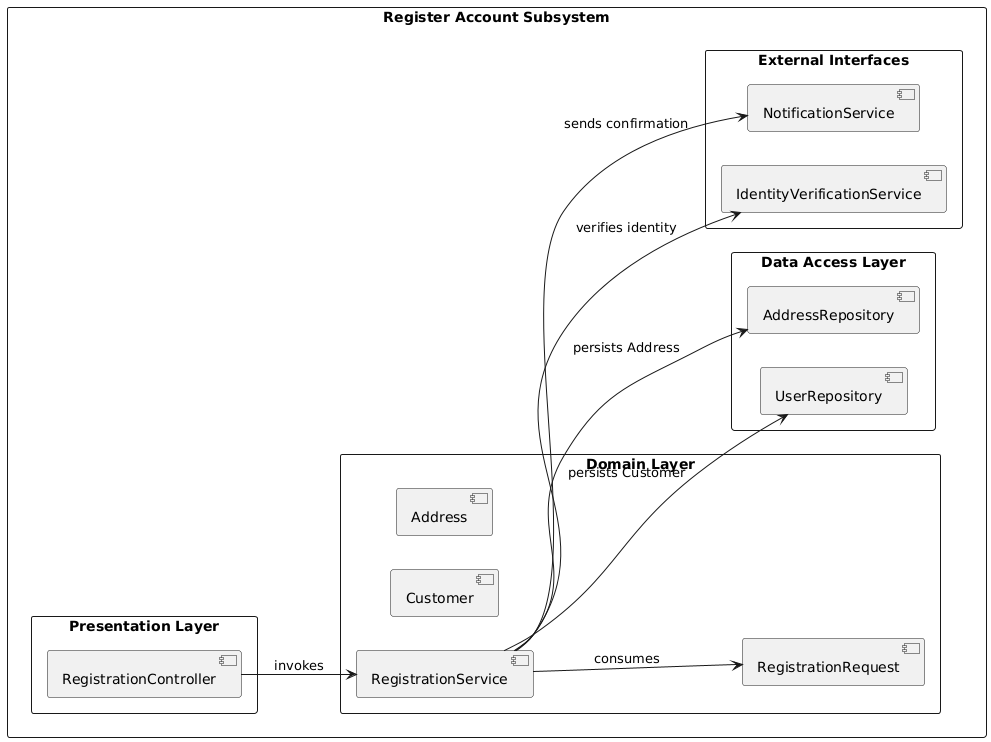 Register Account Subsystem
External Interfaces
NotificationService
sends confirmation
IdentityVerificationService
verifies identity
Data Access Layer
AddressRepository
persists Address
UserRepository
Domain Layer
persists Customer
Address
Customer
Presentation Layer
RegistrationController
invokes
RegistrationService
consumes
RegistrationRequest